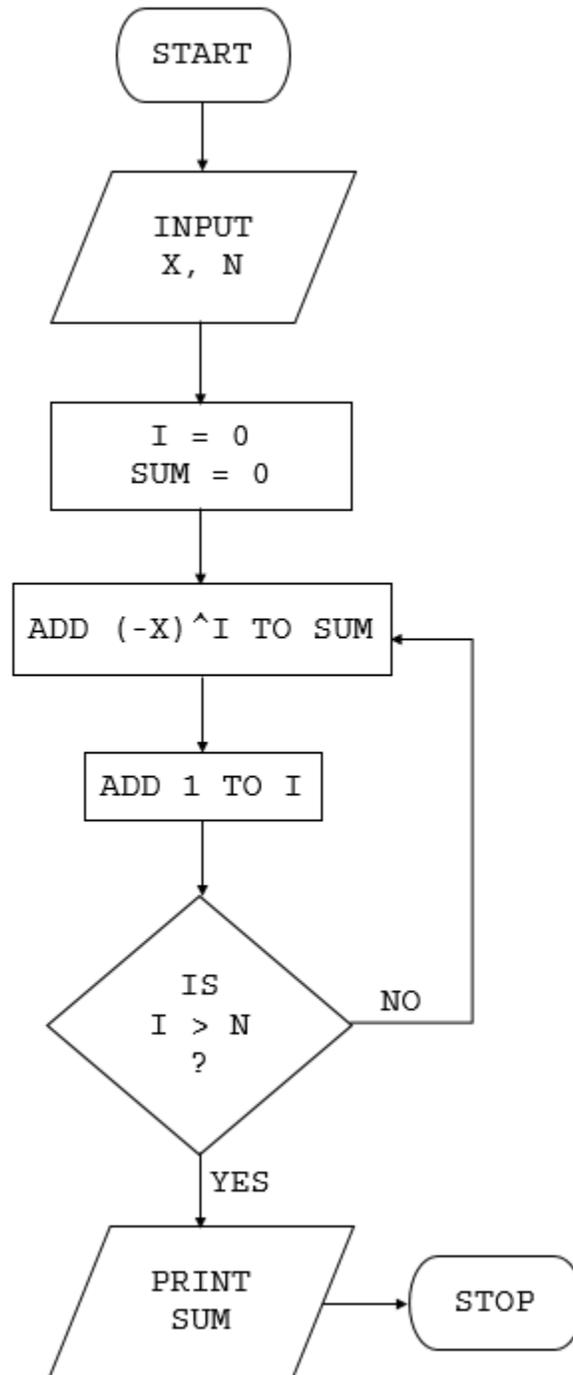 START
INPUT
X, N
I = 0
SUM = 0
ADD (-X)^I TO SUM
ADD 1 TO I
IS
I > N
?
NO
YES
PRINT
SUM
STOP